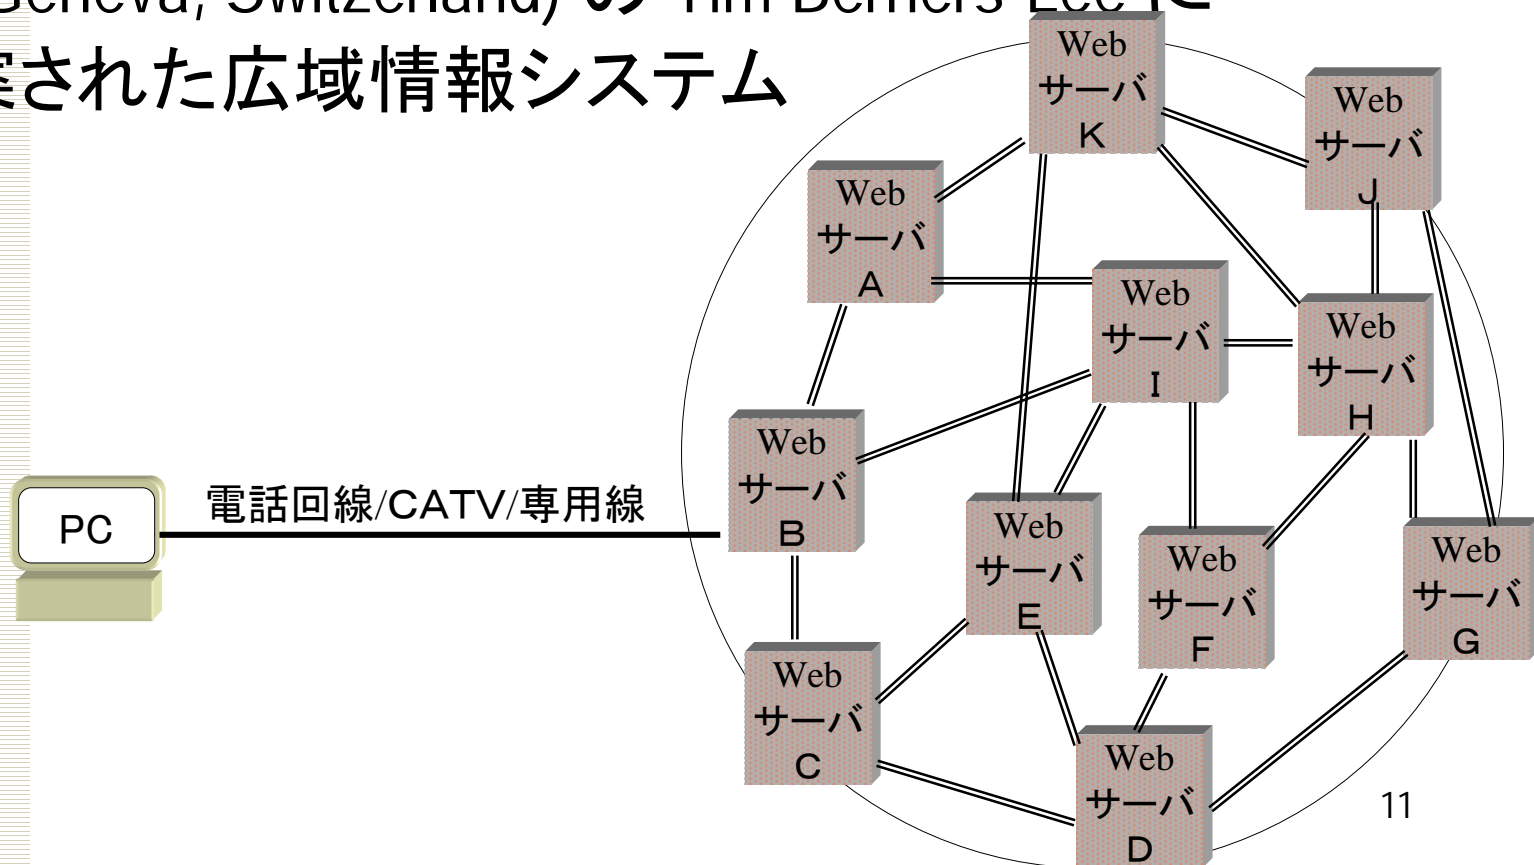 Geneva, Switzerland) の Tim Berners-Lee に
案された広域情報システム
Web
サーバ
K
Web
サーバ
J
Web
サーバ
A
Web
サーバ
I
Web
サーバ
H
Web
サーバ
B
電話回線/CATV/専用線
PC
Web
サーバ
E
Web
サーバ
F
Web
サーバ
G
Web
サーバ
C
Web
サーバ
D
11